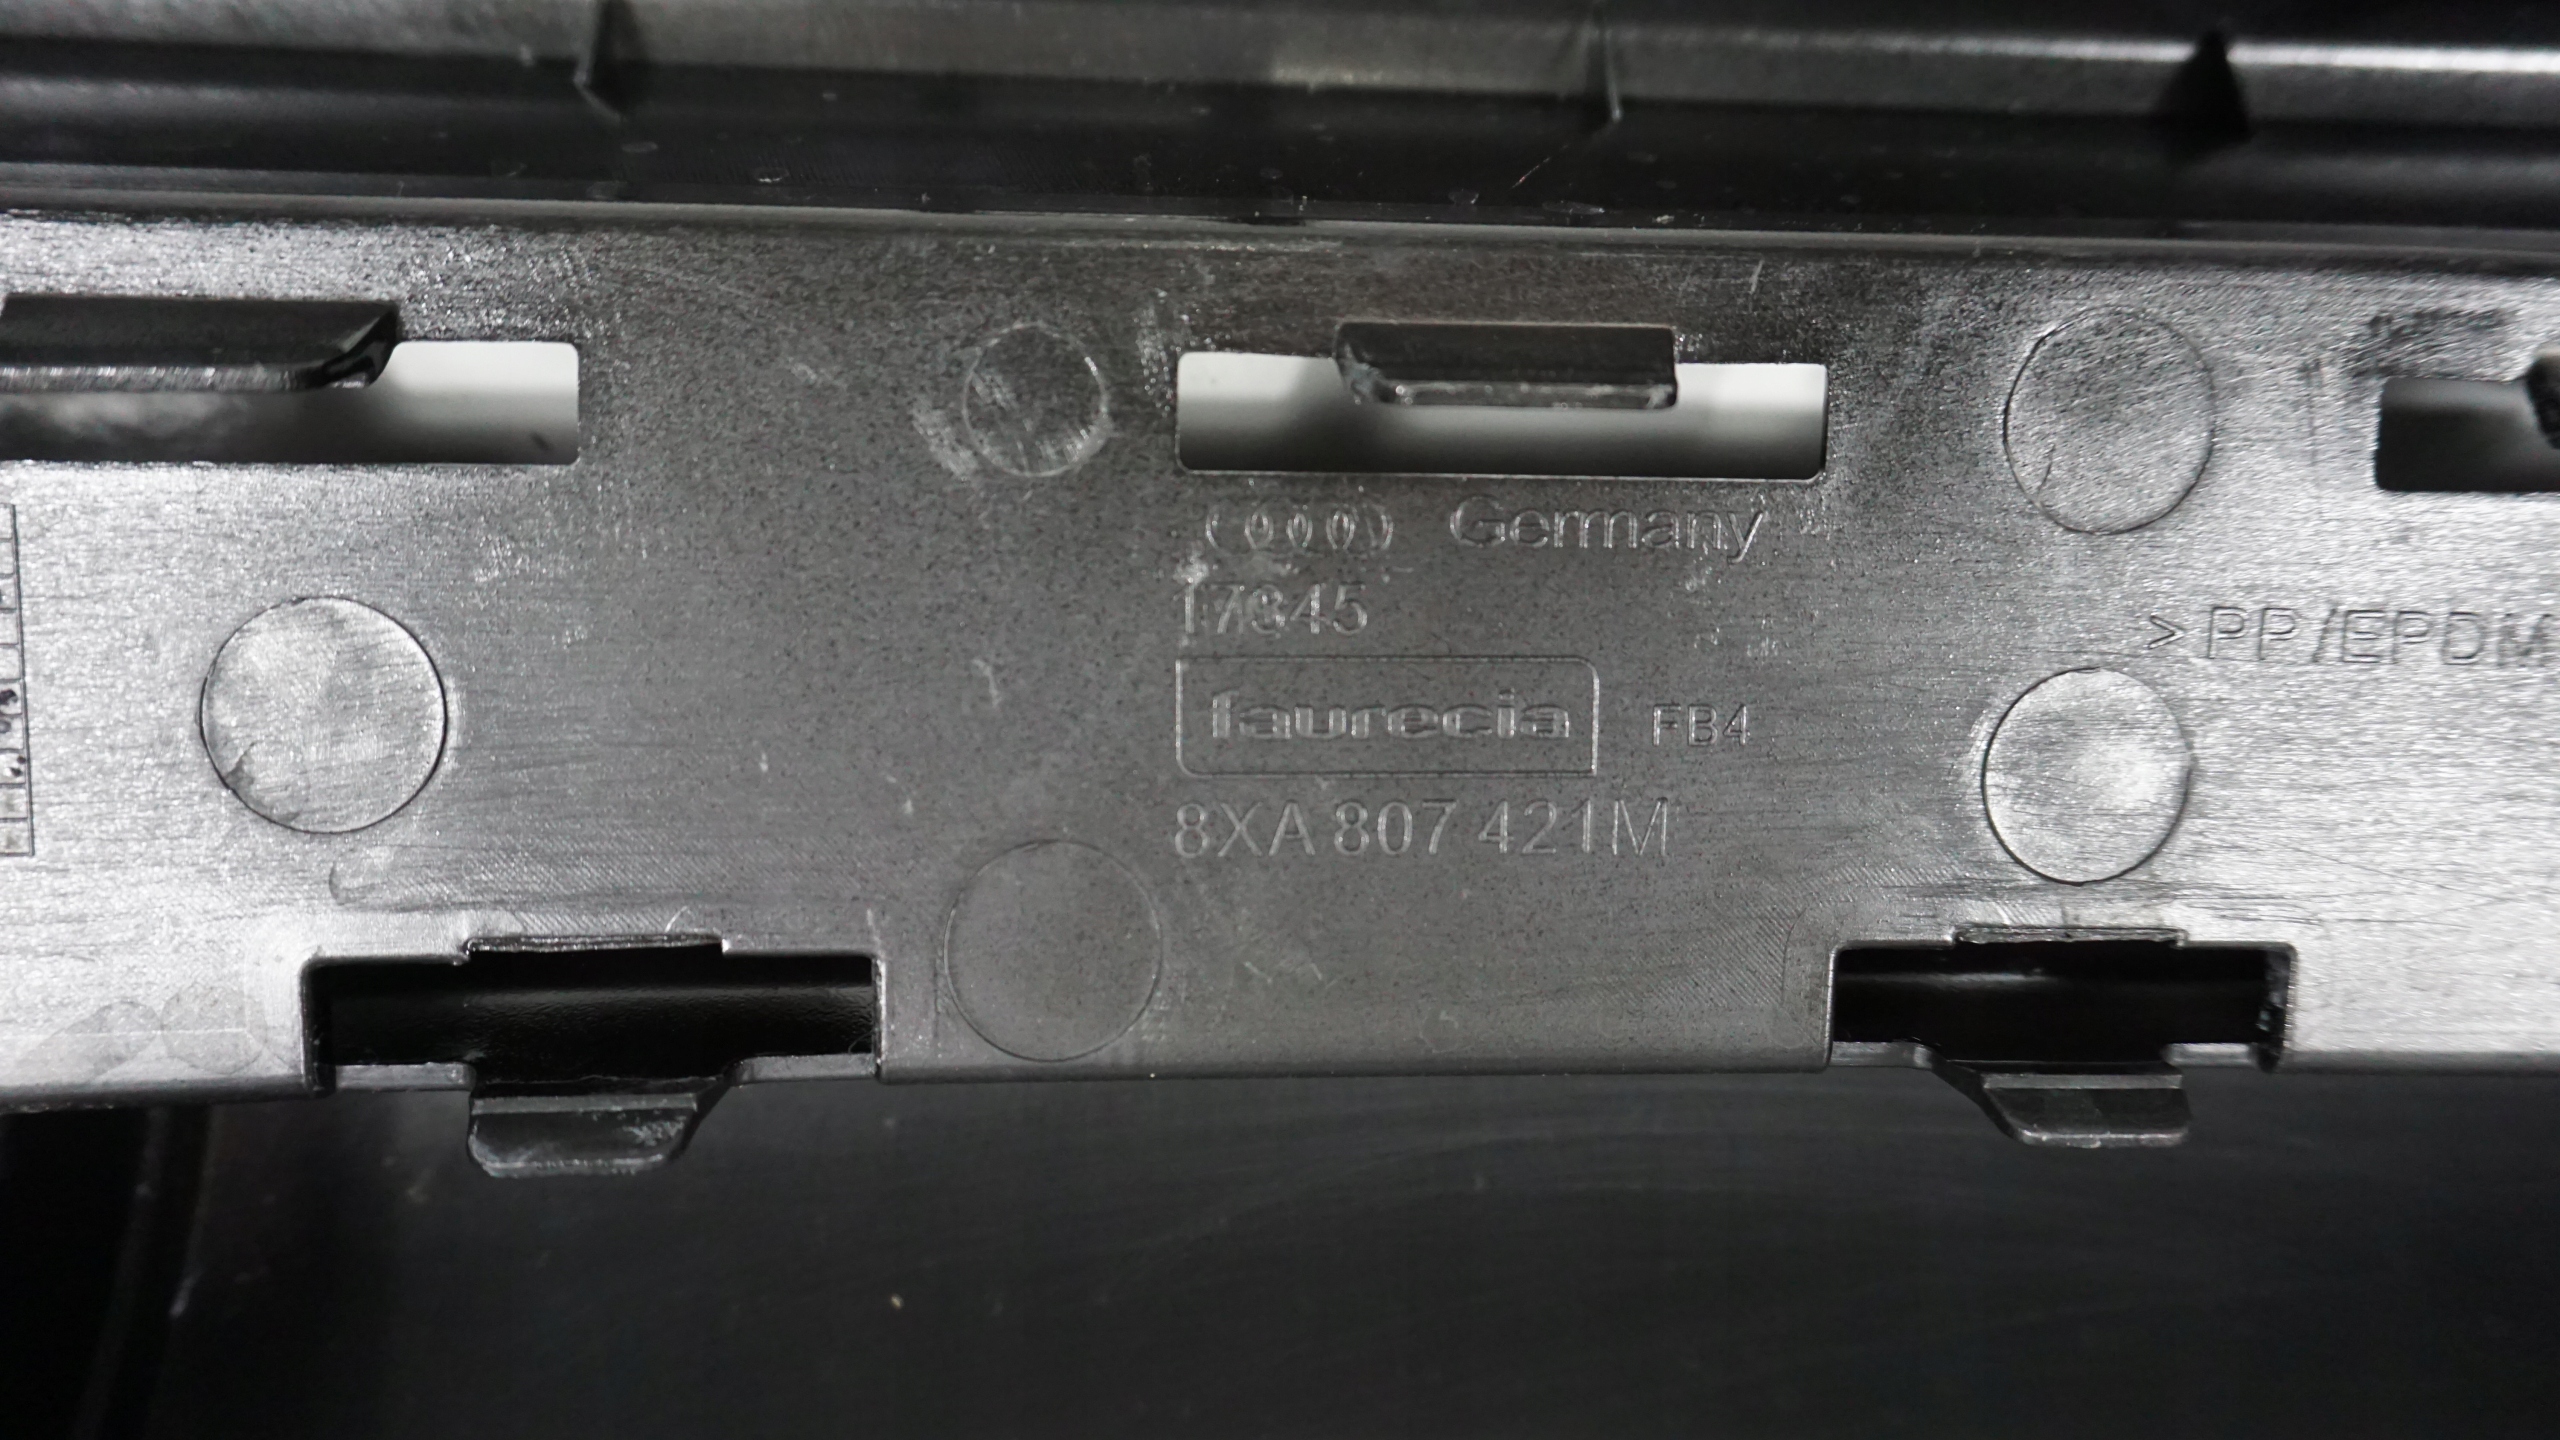 Germany
17845
faurecia FB4
8XA 807 421M
>PP/EPDM